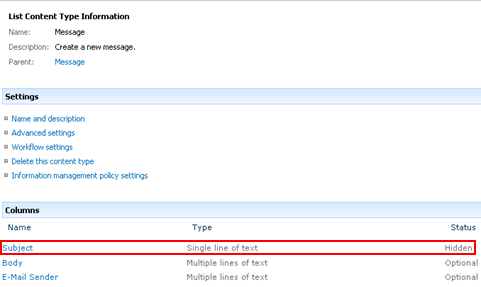 List Content Type Information
Name: Message
Description: Create a new message.
Parent: Message
Settings
Name and description
Advanced settings
Workflow settings
Delete this content type
Information management policy settings
Columns
Name Type Status
Subject Single line of text Hidden
Body Multiple lines of text Optional
E-Mail Sender Multiple lines of text Optional